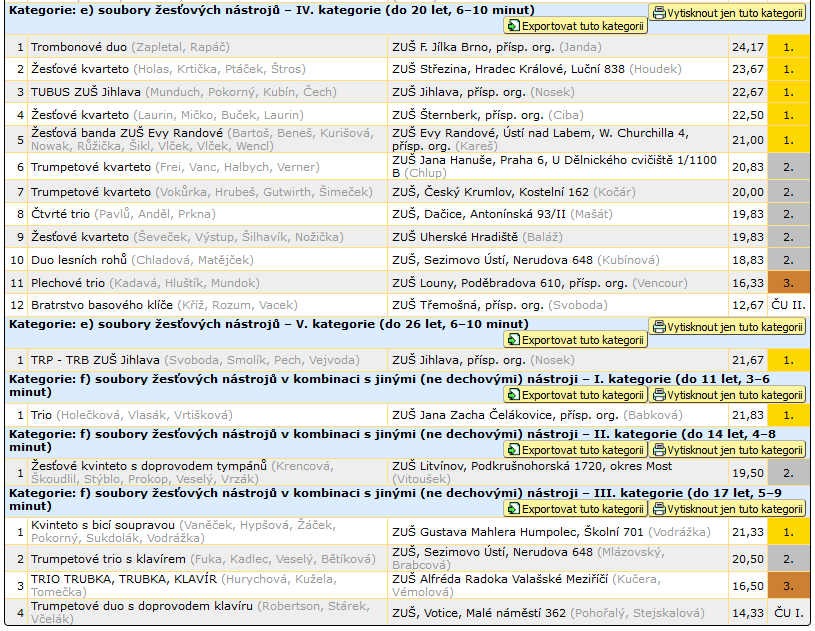 Kategorie: e) soubory žesťových nástrojů – IV. kategorie (do 20 let, 6–10 minut)
Exportovat tuto kategorii Vytisknout jen tuto kategorii
1 Trombonové duo (Zapletal, Rapáč) ZUŠ F. Jílka Brno, přísp. org. (Janda) 24,17 1.
2 Žesťové kvarteto (Holas, Krtička, Ptáček, Štros) ZUŠ Střezina, Hradec Králové, Luční 838 (Houdek) 23,67 1.
3 TUBUS ZUŠ Jihlava (Munduch, Pokorný, Kubín, Čech) ZUŠ Jihlava, přísp. org. (Nosek) 22,67 1.
4 Žesťové kvarteto (Laurin, Mičko, Buček, Laurin) ZUŠ Šternberk, přísp. org. (Ciba) 22,50 1.
5 Žesťová banda ZUŠ Evy Randové (Bartoš, Beneš, Kurišová, ZUŠ Evy Randové, Ústí nad Labem, W. Churchilla 4, 21,00 1.
Nowak, Růžička, Šikl, Vlček, Vlček, Wencl) přísp. org. (Kareš)
6 Trumpetové kvarteto (Frei, Vanc, Halbych, Verner) ZUŠ Jana Hanuše, Praha 6, U Dělnického cvičiště 1/1100 20,83 2.
B (Chlup)
7 Trumpetové kvarteto (Vokůrka, Hrubeš, Gutwirth, Šimeček) ZUŠ, Český Krumlov, Kostelní 162 (Kočár) 20,00 2.
8 Čtvrté trio (Pavlů, Anděl, Prkna) ZUŠ, Dačice, Antonínská 93/II (Mašát) 19,83 2.
9 Žesťové kvarteto (Ševeček, Výstup, Šilhavík, Nožička) ZUŠ Uherské Hradiště (Baláž) 19,83 2.
10 Duo lesních rohů (Chladová, Matějček) ZUŠ, Sezimovo Ústí, Nerudova 648 (Kubínová) 18,83 2.
11 Plechové trio (Kadavá, Hluštík, Mundok) ZUŠ Louny, Poděbradova 610, přísp. org. (Vencour) 16,33 3.
12 Bratrstvo basového klíče (Kříž, Rozum, Vacek) ZUŠ Třemošná, přísp. org. (Svoboda) 12,67 ČU II.
Kategorie: e) soubory žesťových nástrojů – V. kategorie (do 26 let, 6–10 minut)
Exportovat tuto kategorii Vytisknout jen tuto kategorii
1 TRP - TRB ZUŠ Jihlava (Svoboda, Smolík, Pech, Vejvoda) ZUŠ Jihlava, přísp. org. (Nosek) 21,67 1.
Kategorie: f) soubory žesťových nástrojů v kombinaci s jinými (ne dechovými) nástroji – I. kategorie (do 11 let, 3–6
minut) Exportovat tuto kategorii Vytisknout jen tuto kategorii
1 Trio (Holečková, Vlasák, Vrtišková) ZUŠ Jana Zacha Čelákovice, přísp. org. (Babková) 21,83 1.
Kategorie: f) soubory žesťových nástrojů v kombinaci s jinými (ne dechovými) nástroji – II. kategorie (do 14 let, 4–8
minut) Exportovat tuto kategorii Vytisknout jen tuto kategorii
1 Žesťové kvinteto s doprovodem tympánů (Krencová, ZUŠ Litvínov, Podkrušnohorská 1720, okres Most 19,50 2.
Škoudlil, Stýblo, Prokop, Veselý, Vrzák) (Vitoušek)
Kategorie: f) soubory žesťových nástrojů v kombinaci s jinými (ne dechovými) nástroji – III. kategorie (do 17 let, 5–9
minut) Exportovat tuto kategorii Vytisknout jen tuto kategorii
1 Kvinteto s bicí soupravou (Vaněček, Hypšová, Žáček, ZUŠ Gustava Mahlera Humpolec, Školní 701 (Vodrážka) 21,33 1.
Pokorný, Sukdolák, Vodrážka)
2 Trumpetové trio s klavírem (Fuka, Kadlec, Veselý, Bětíková) ZUŠ, Sezimovo Ústí, Nerudova 648 (Mlázovský, 20,50 2.
Brabcová)
3 TRIO TRUBKA, TRUBKA, KLAVÍR (Hurychová, Kužela, ZUŠ Alfréda Radoka Valašské Meziříčí (Kučera, 16,50 3.
Tomečka) Vémolová)
4 Trumpetové duo s doprovodem klavíru (Robertson, Stárek, ZUŠ, Votice, Malé náměstí 362 (Pohořalý, Stejskalová) 14,33 ČU I.
Včelák)